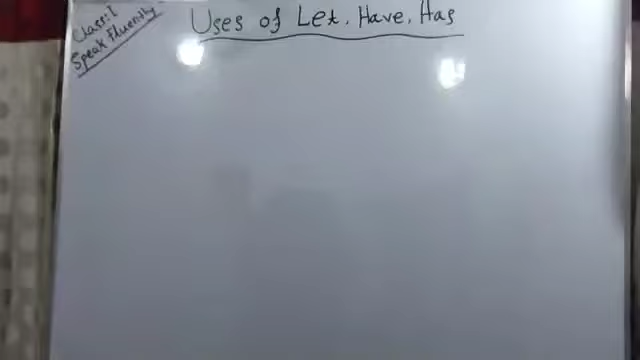 Class:1
Speak Fluently
Uses of Let, Have, Has